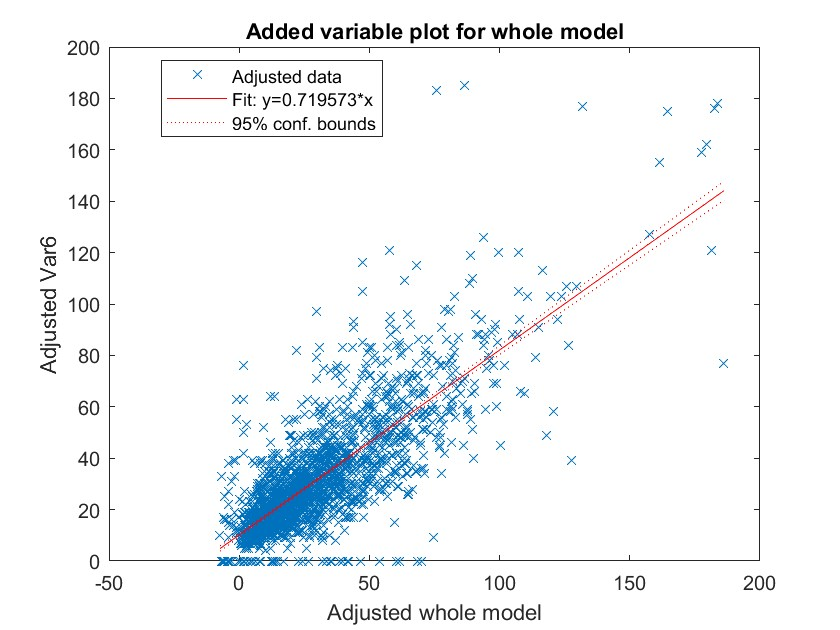 Added variable plot for whole model
200
180
160
140
120
100
80
60
40
20
0
Adjusted data
Fit: y=0.719573*x
95% conf. bounds
Adjusted Var6
-50
0
50
100
150
200
Adjusted whole model